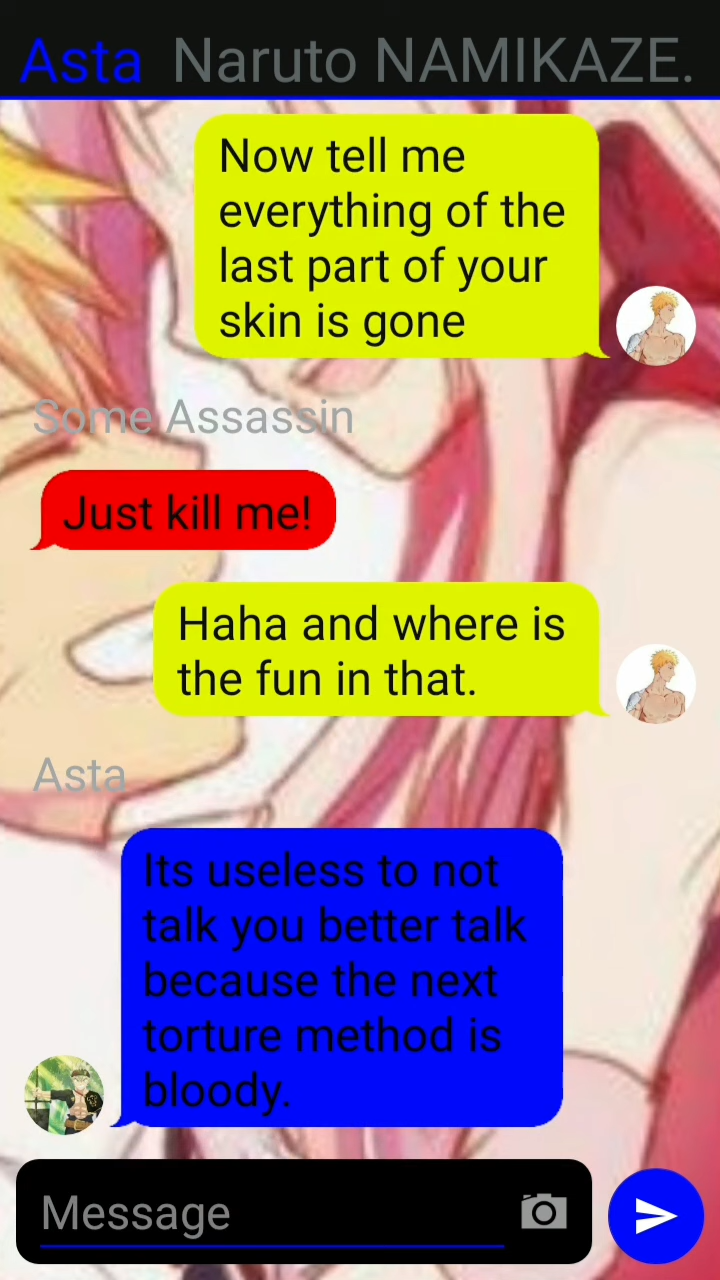 Asta Naruto NAMIKAZE.
Now tell me
everything of the
last part of your
skin is gone
Some Assassin
Just kill me!
Haha and where is
the fun in that.
Asta
Its useless to not
talk you better talk
because the next
torture method is
bloody.
Message